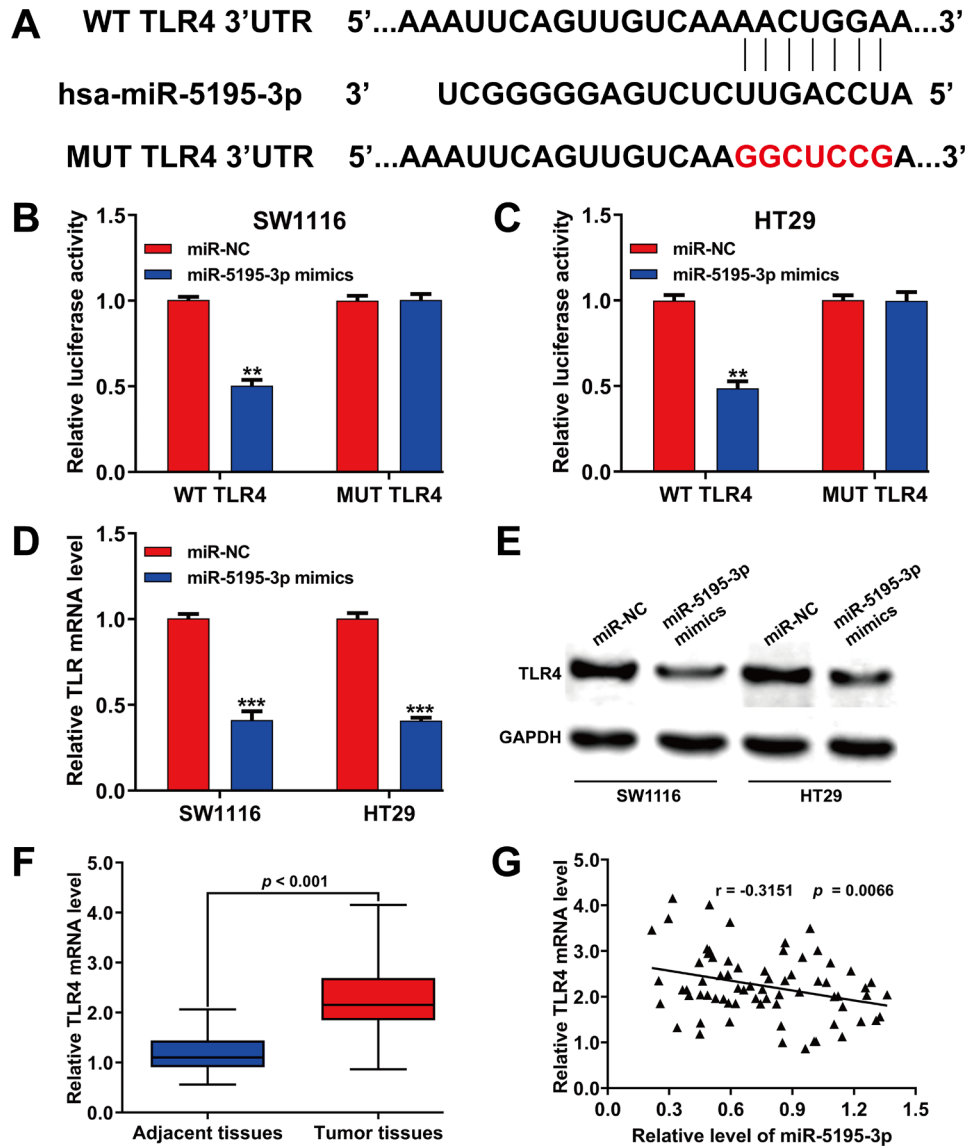 A
WT TLR4 3’UTR 5’...AAAUUCAGUUGUCAAAACUGGAA...3’
hsa-miR-5195-3p 3’ UCGGGGGAGUCUCUUGACCUA 5’
MUT TLR4 3’UTR 5’...AAAUUCAGUUGUCAAGGCUCCGA...3’
B
SW1116
miR-NC
miR-5195-3p mimics
Relative luciferase activity
1.5
1.0
0.5
0.0
**
WT TLR4 MUT TLR4
C
HT29
miR-NC
miR-5195-3p mimics
Relative luciferase activity
1.5
1.0
0.5
0.0
**
WT TLR4 MUT TLR4
D
miR-NC
miR-5195-3p mimics
Relative TLR mRNA level
1.5
1.0
0.5
0.0
*** ***
SW1116 HT29
E
miR-NC
miR-5195-3p
mimics
miR-NC
miR-5195-3p
mimics
TLR4
GAPDH
SW1116 HT29
F
Relative TLR4 mRNA level
5.0
4.0
3.0
2.0
1.0
0.0
p < 0.001
Adjacent tissues Tumor tissues
G
Relative TLR4 mRNA level
5.0
4.0
3.0
2.0
1.0
0.0
r = -0.3151 p = 0.0066
0.0 0.3 0.6 0.9 1.2 1.5
Relative level of miR-5195-3p